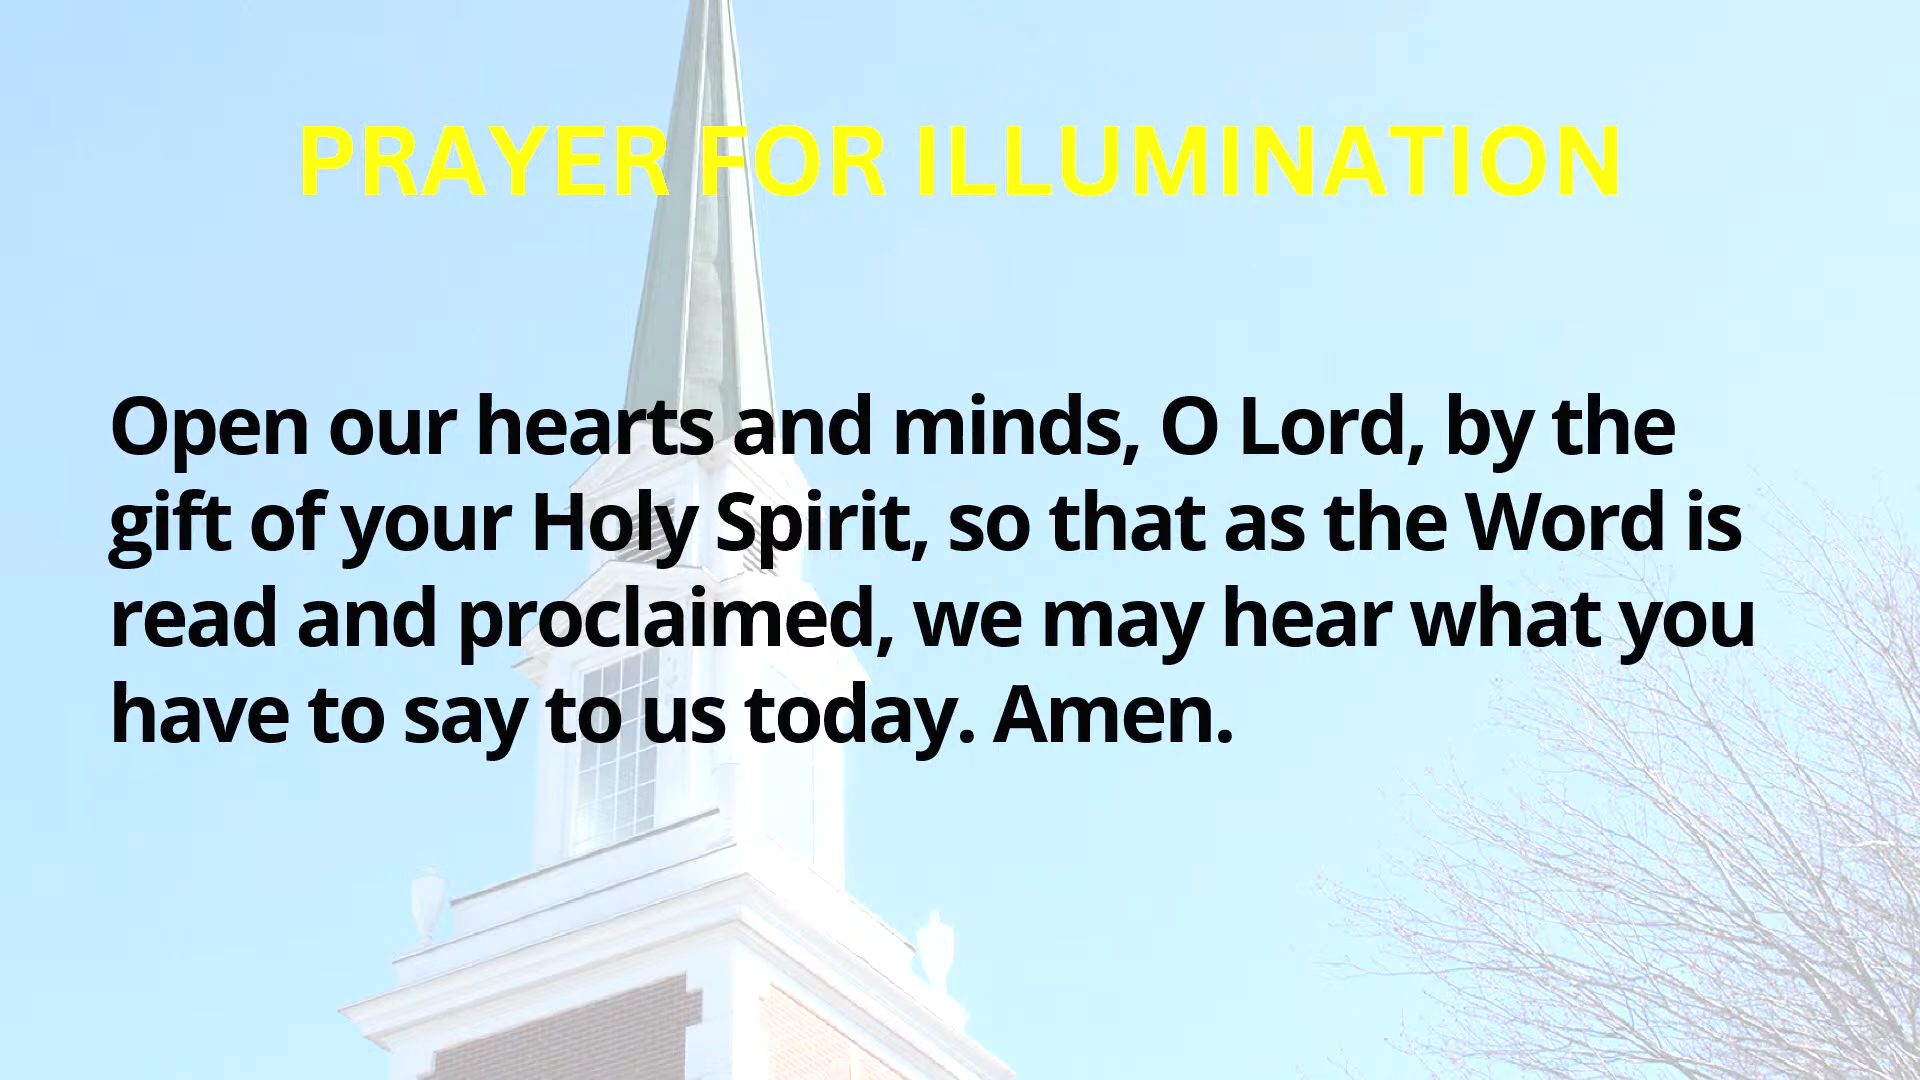 PRAYER FOR ILLUMINATION
Open our hearts and minds, O Lord, by the
gift of your Holy Spirit, so that as the Word is
read and proclaimed, we may hear what you
have to say to us today. Amen.